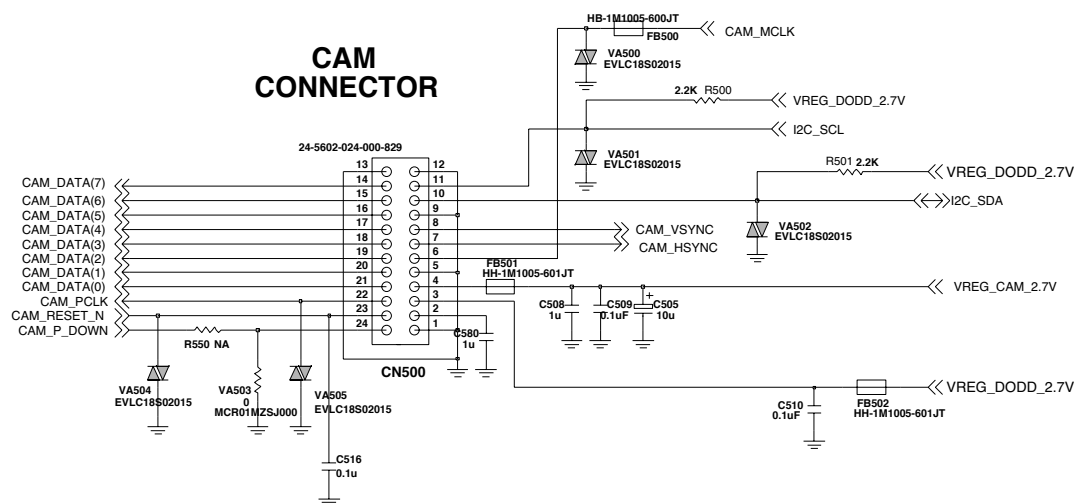 HB-1M1005-600JT
FB500
CAM_MCLK
CAM
CONNECTOR
VA500
EVLC18S02015
2.2K R500
VREG_DODD_2.7V
I2C_SCL
24-5602-024-000-829
VA501
EVLC18S02015
R501 2.2K
VREG_DODD_2.7V
I2C_SDA
VA502
EVLC18S02015
13 12
14 11
15 10
16 9
17 8
18 7
19 6
20 5
21 4
22 3
23 2
24 1
CAM_DATA(7)
CAM_DATA(6)
CAM_DATA(5)
CAM_DATA(4)
CAM_DATA(3)
CAM_DATA(2)
CAM_DATA(1)
CAM_DATA(0)
CAM_PCLK
CAM_RESET_N
CAM_P_DOWN
CAM_VSYNC
CAM_HSYNC
FB501
HH-1M1005-601JT
VREG_CAM_2.7V
C508
1u
C509
0.1uF
+
C505
10u
C580
1u
R550 NA
CN500
VA504
EVLC18S02015
VA503
0
MCR01MZSJ000
VA505
EVLC18S02015
C516
0.1u
C510
0.1uF
FB502
HH-1M1005-601JT
VREG_DODD_2.7V